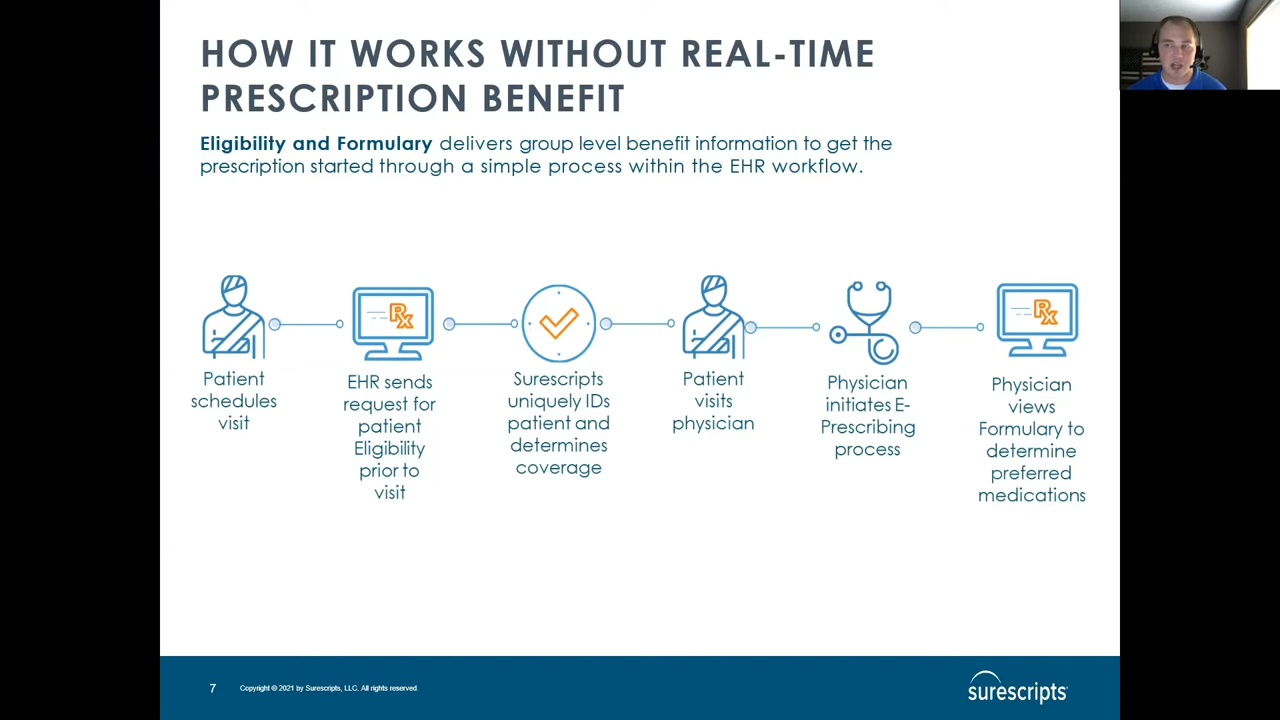 HOW IT WORKS WITHOUT REAL-TIME
PRESCRIPTION BENEFIT
Eligibility and Formulary delivers group level benefit information to get the
prescription started through a simple process within the EHR workflow.
Rx
Rx
Patient
schedules
visit
EHR sends
request for
patient
Eligibility
prior to
visit
Surescripts
uniquely IDs
patient and
determines
coverage
Patient
visits
physician
Physician
initiates E-
Prescribing
process
Physician
views
Formulary to
determine
preferred
medications
7
Copyright © 2021 by Surescripts, LLC. All rights reserved.
surescripts